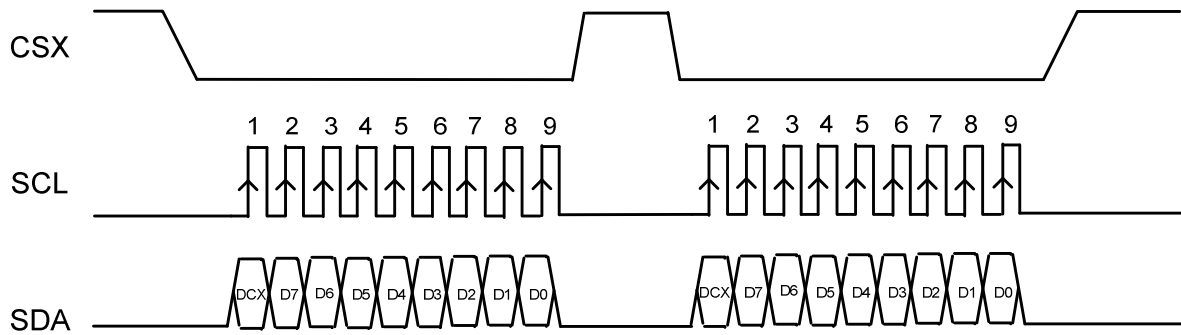 CSX
1 2 3 4 5 6 7 8 9 1 2 3 4 5 6 7 8 9
SCL
DCX D7 D6 D5 D4 D3 D2 D1 D0 DCX D7 D6 D5 D4 D3 D2 D1 D0
SDA